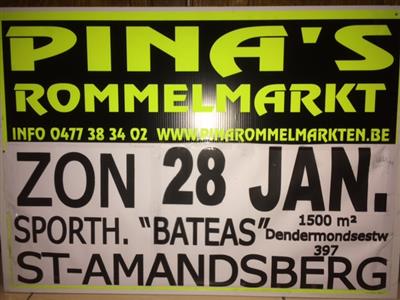 PINA'S
ROMMELMARKT
INFO 0477 38 34 02 WWW.PINAROMMELMARKTEN.BE
ZON 28 JAN.
SPORTH. "BATEAS" 1500 m²
Dendermondsestw
397
ST-AMANDSBERG